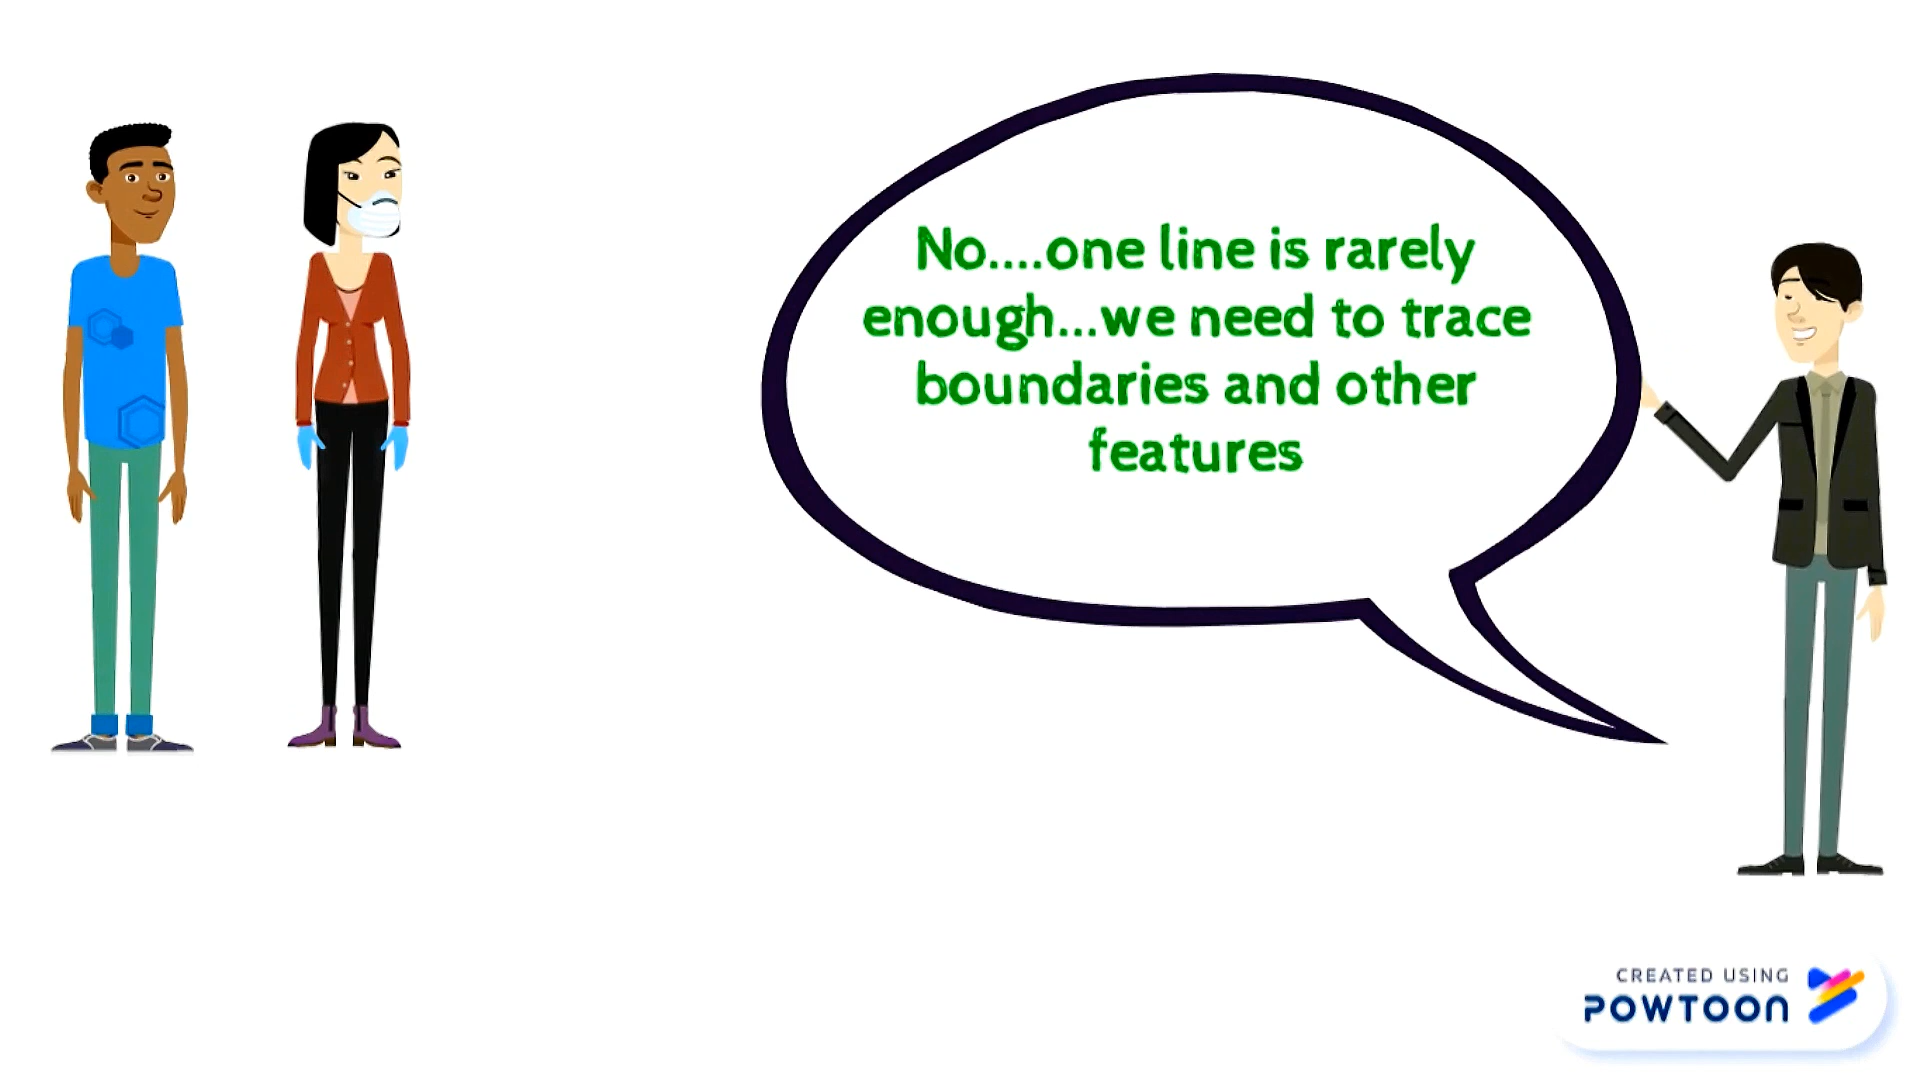 No....one line is rarely
enough...we need to trace
boundaries and other
features
CREATED USING
POWTOON